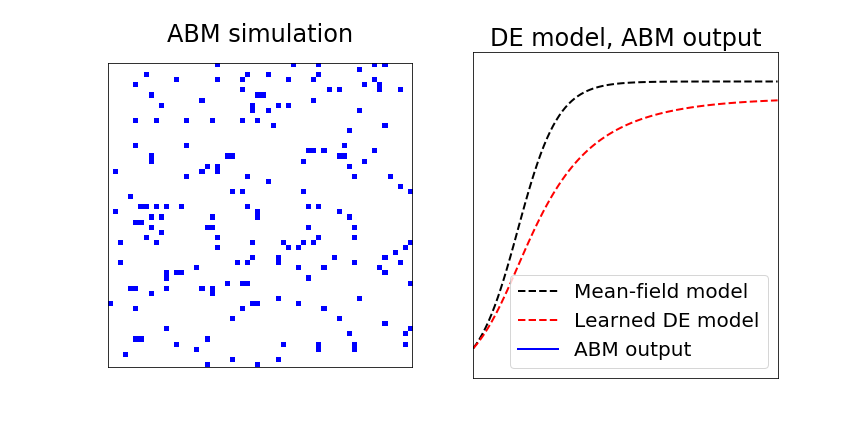 ABM simulation
DE model, ABM output
Mean-field model
Learned DE model
ABM output